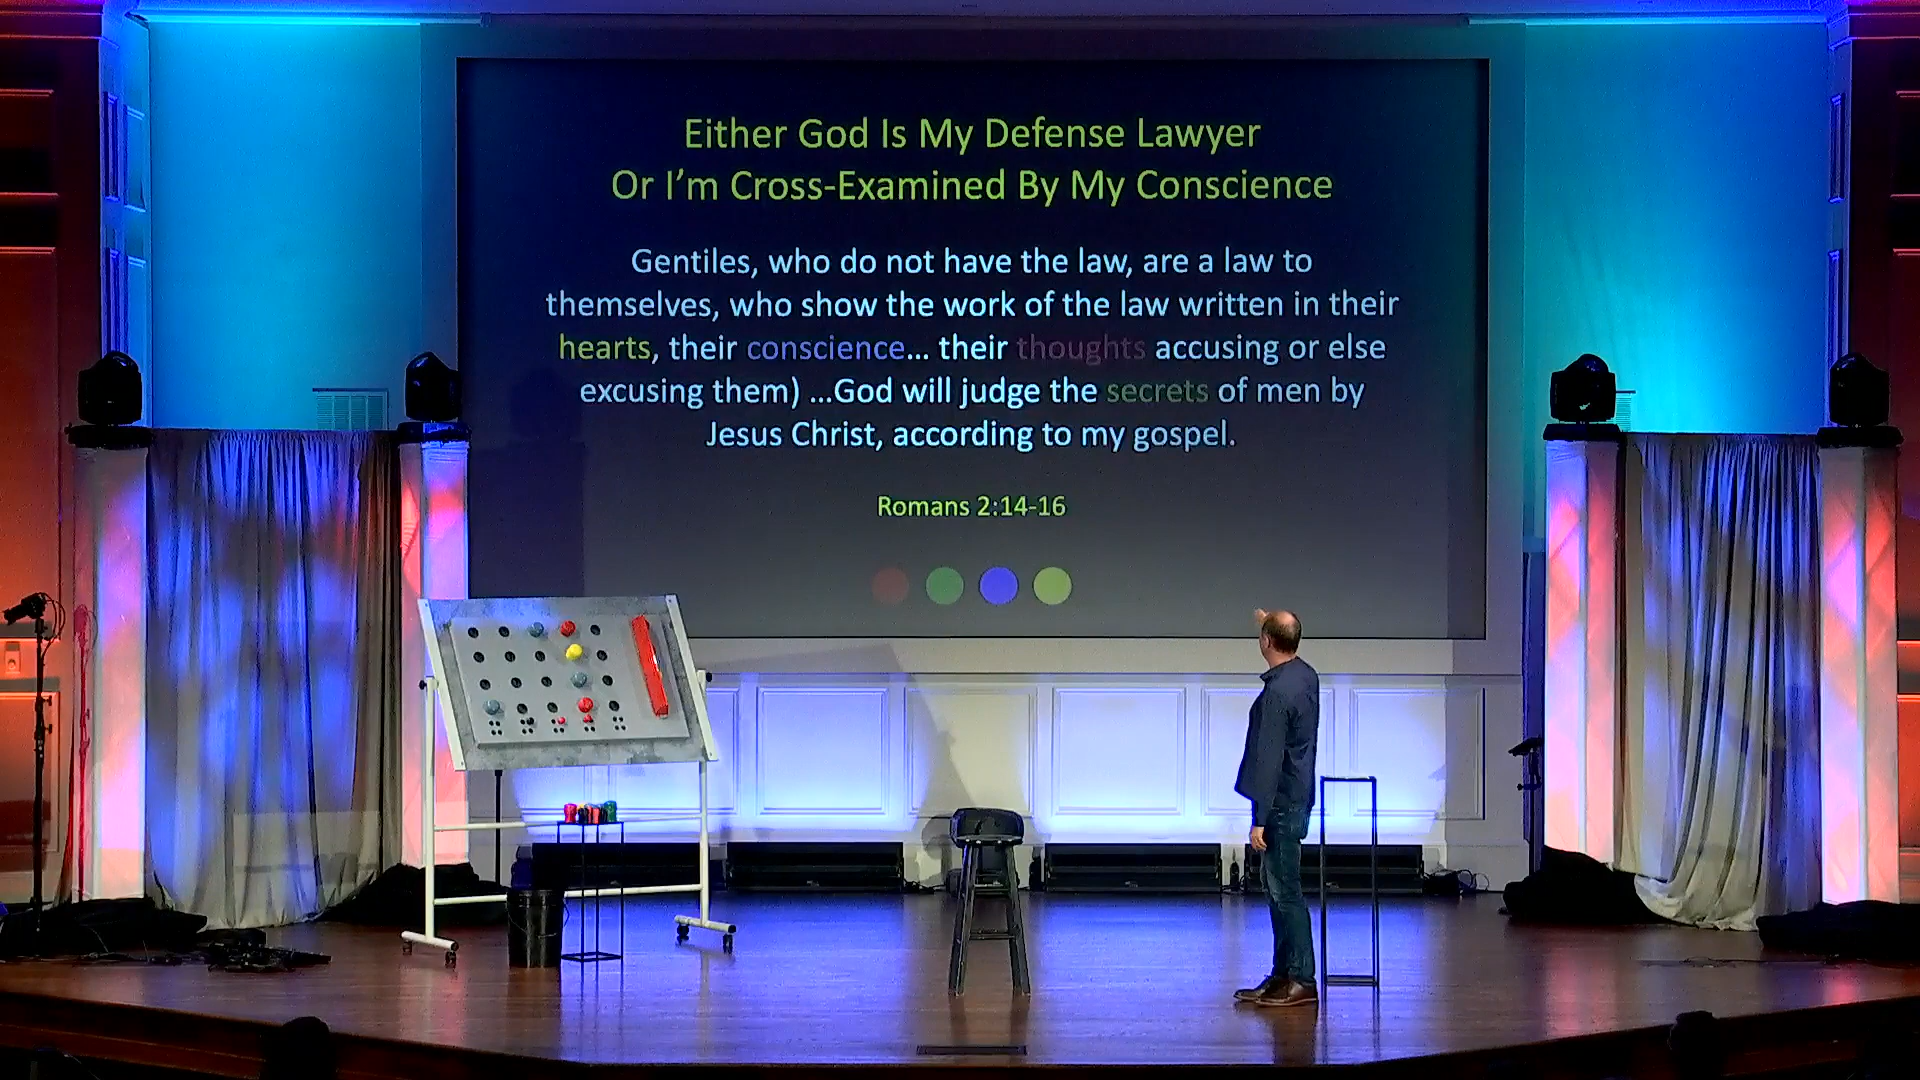 Either God Is My Defense Lawyer
Or I'm Cross-Examined By My Conscience
Gentiles, who do not have the law, are a law to
themselves, who show the work of the law written in their
hearts, their conscience... their thoughts accusing or else
excusing them) ...God will judge the secrets of men by
Jesus Christ, according to my gospel.
Romans 2:14-16